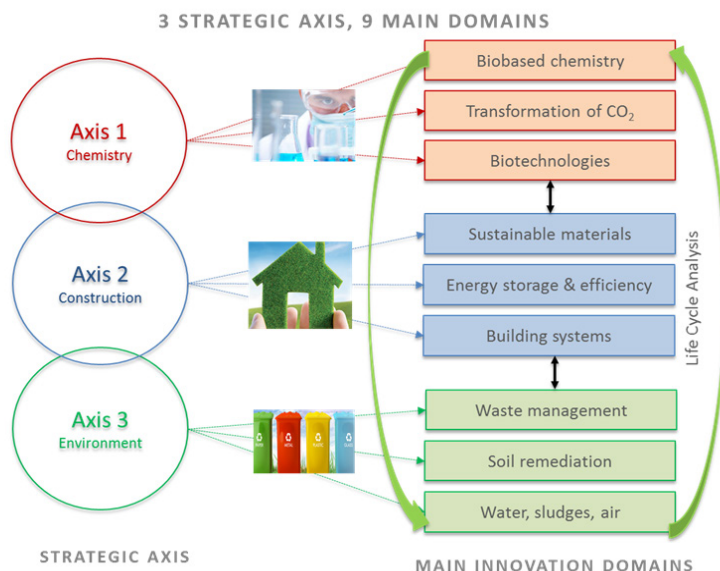 3 STRATEGIC AXIS, 9 MAIN DOMAINS
Axis 1
Chemistry
Biobased chemistry
Transformation of CO₂
Biotechnologies
Axis 2
Construction
Sustainable materials
Energy storage & efficiency
Building systems
Life Cycle Analysis
Axis 3
Environment
Waste management
Soil remediation
Water, sludges, air
STRATEGIC AXIS
MAIN INNOVATION DOMAINS